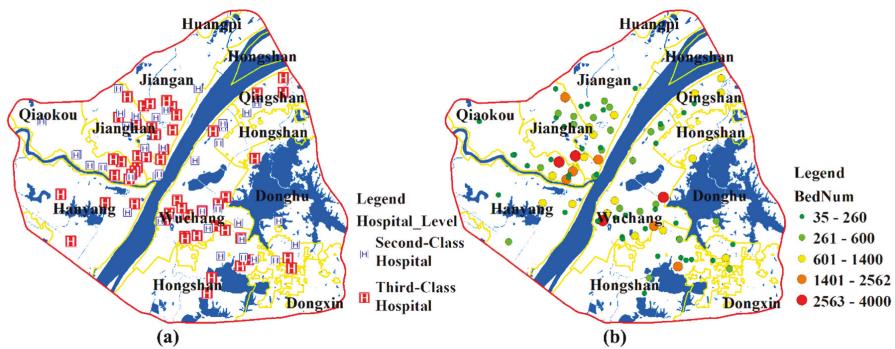 Huangpi
Hongshan
Jiangan
Qingshan
Qiaokou
Jianghan
Hongshan
Donghu
Hanyang
Wuchang
Hongshan
Dongxin
Legend
Hospital_Level
Second-Class
Hospital
Third-Class
Hospital
(a)
Huangpi
Hongshan
Jiangan
Qingshan
Qiaokou
Jianghan
Hongshan
Donghu
Hanyang
Wuchang
Hongshan
Dongxin
Legend
BedNum
35 - 260
261 - 600
601 - 1400
1401 - 2562
2563 - 4000
(b)